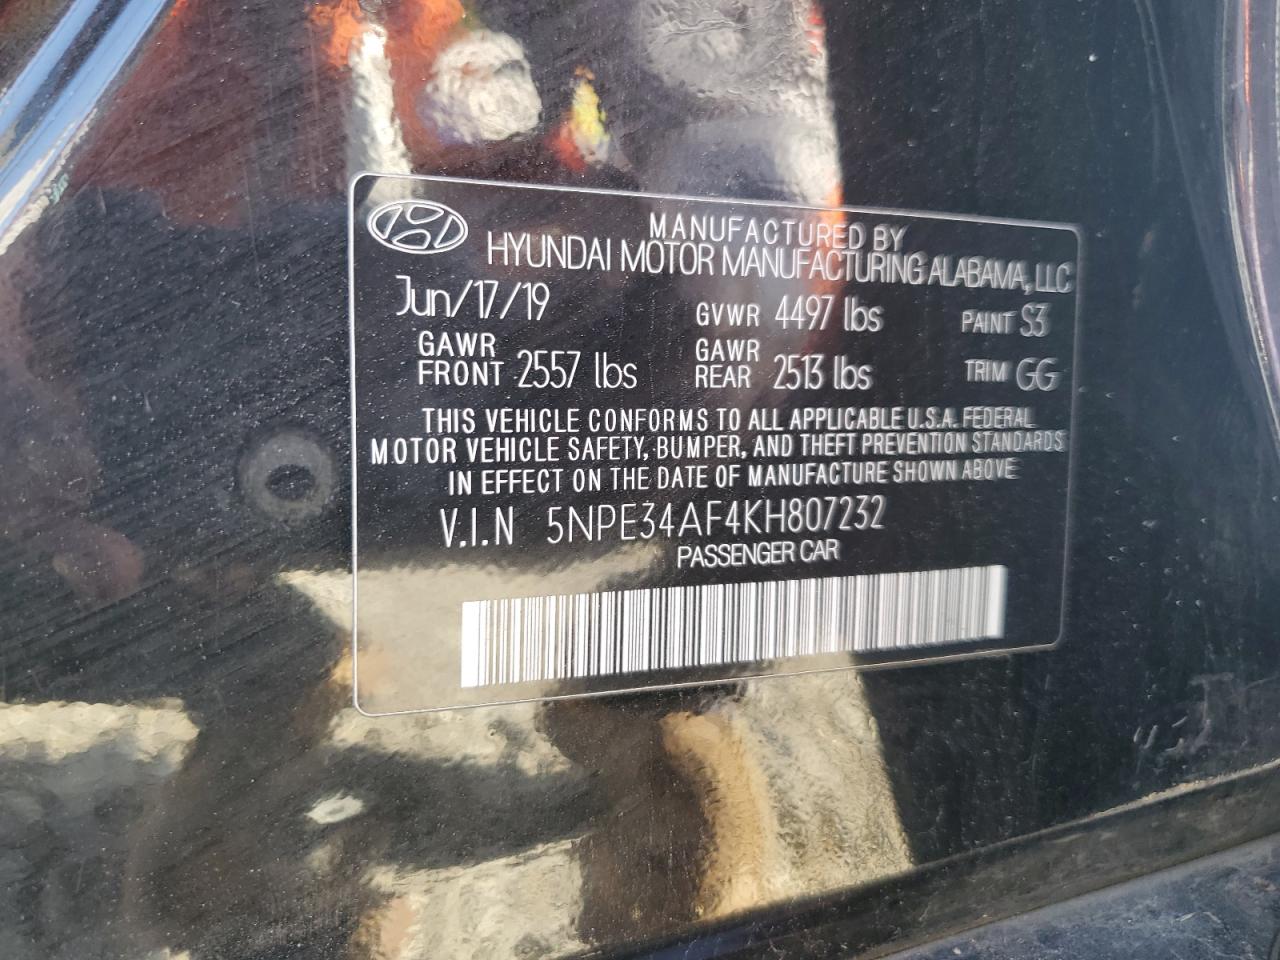 MANUFACTURED BY
HYUNDAI MOTOR MANUFACTURING ALABAMA, LLC
Jun/17/19 GVWR 4497 lbs PAINT S3
GAWR FRONT 2557 lbs GAWR REAR 2513 lbs TRIM GG
THIS VEHICLE CONFORMS TO ALL APPLICABLE U.S.A. FEDERAL
MOTOR VEHICLE SAFETY, BUMPER, AND THEFT PREVENTION STANDARDS
IN EFFECT ON THE DATE OF MANUFACTURE SHOWN ABOVE
V.I.N 5NPE34AF4KH807232
PASSENGER CAR